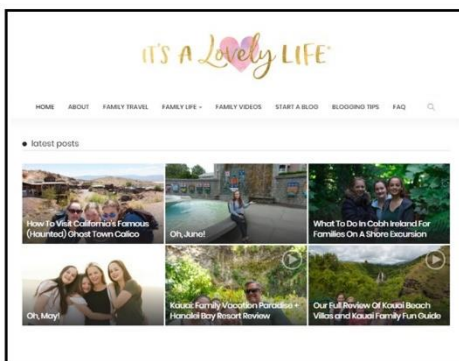 IT'S A Lovely LIFE®
HOME ABOUT FAMILY TRAVEL FAMILY LIFE FAMILY VIDEOS START A BLOG BLOGGING TIPS FAQ
latest posts
How To Visit California's Famous
(Haunted) Ghost Town Calico
Oh, June!
What To Do In Cobh Ireland For
Families On A Shore Excursion
Oh, May!
Kauai: Family Vacation Paradise +
Hanalei Bay Resort Review
Our Full Review Of Kauai Beach
Villas and Kauai Family Fun Guide